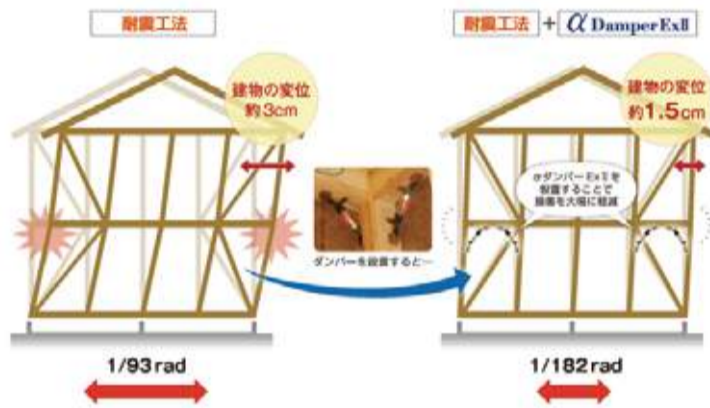 耐震工法
建物の変位
約3cm
1/93rad
ダンパーを設置すると…
耐震工法 + α DamperExⅡ
建物の変位
約1.5cm
αダンパーExⅡを
設置することで
損傷を大幅に軽減
1/182rad